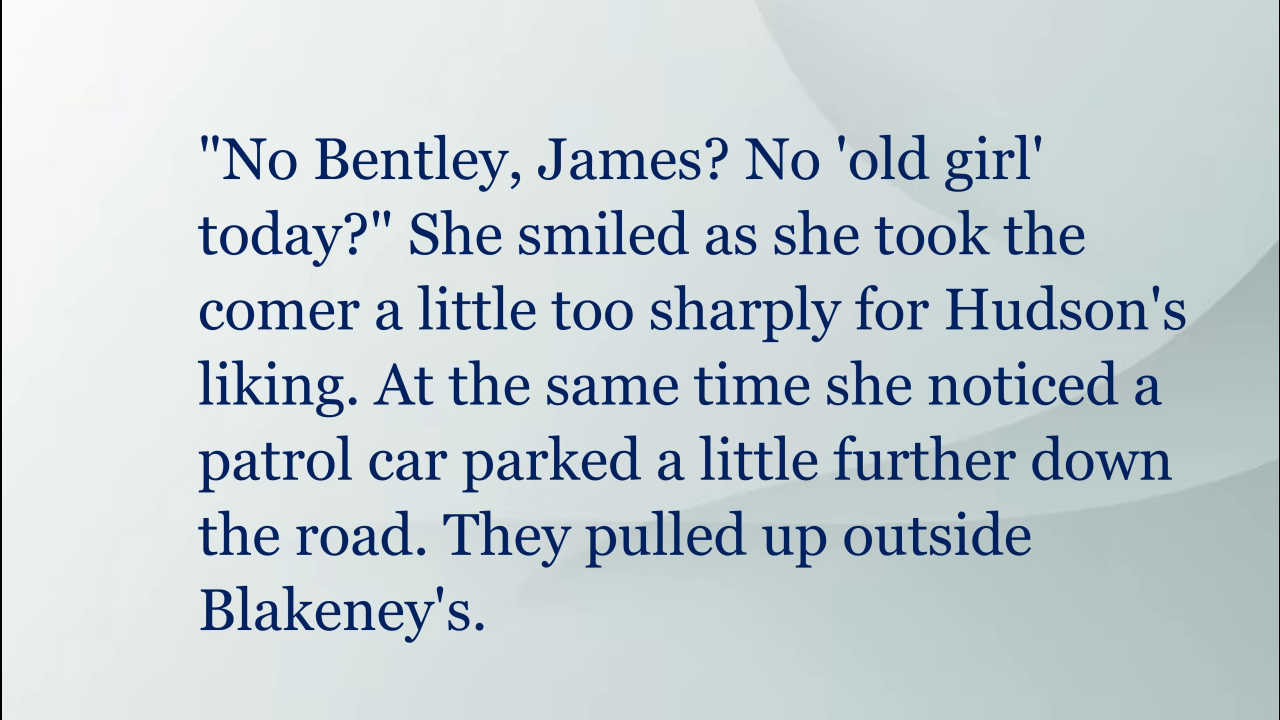 "No Bentley, James? No 'old girl'
today?" She smiled as she took the
comer a little too sharply for Hudson's
liking. At the same time she noticed a
patrol car parked a little further down
the road. They pulled up outside
Blakeney's.